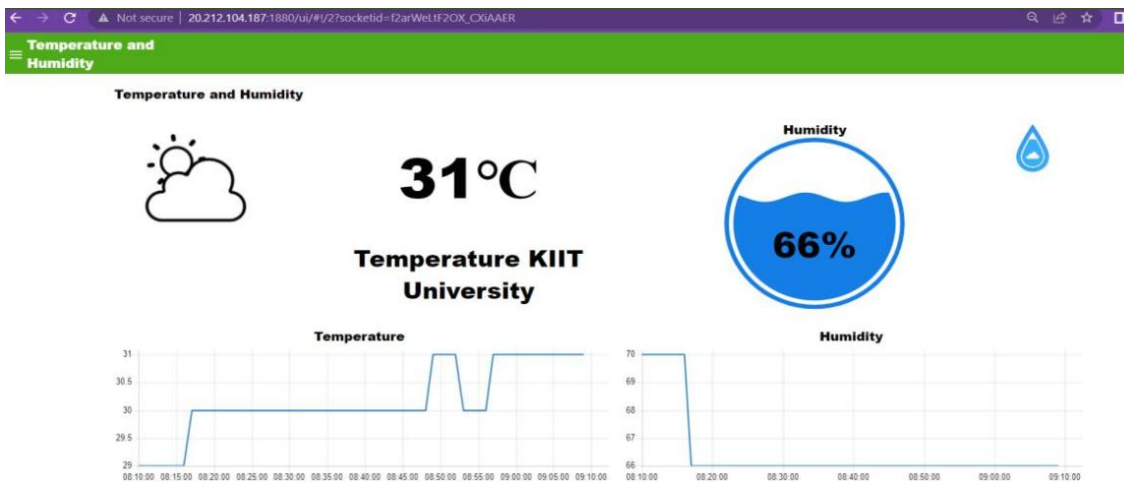 Not secure | 20.212.104.187:1880/ui/#!/2?socketid=f2arWeLtF2OX_CXiAAER
Temperature and
Humidity
Temperature and Humidity
31°C
Temperature KIIT
University
Humidity
66%
Temperature
31
30.5
30
29.5
29
08:10:00 08:15:00 08:20:00 08:25:00 08:30:00 08:35:00 08:40:00 08:45:00 08:50:00 08:55:00 09:00:00 09:05:00 09:10:00
Humidity
70
69
68
67
66
08:10:00 08:20:00 08:30:00 08:40:00 08:50:00 09:00:00 09:10:00